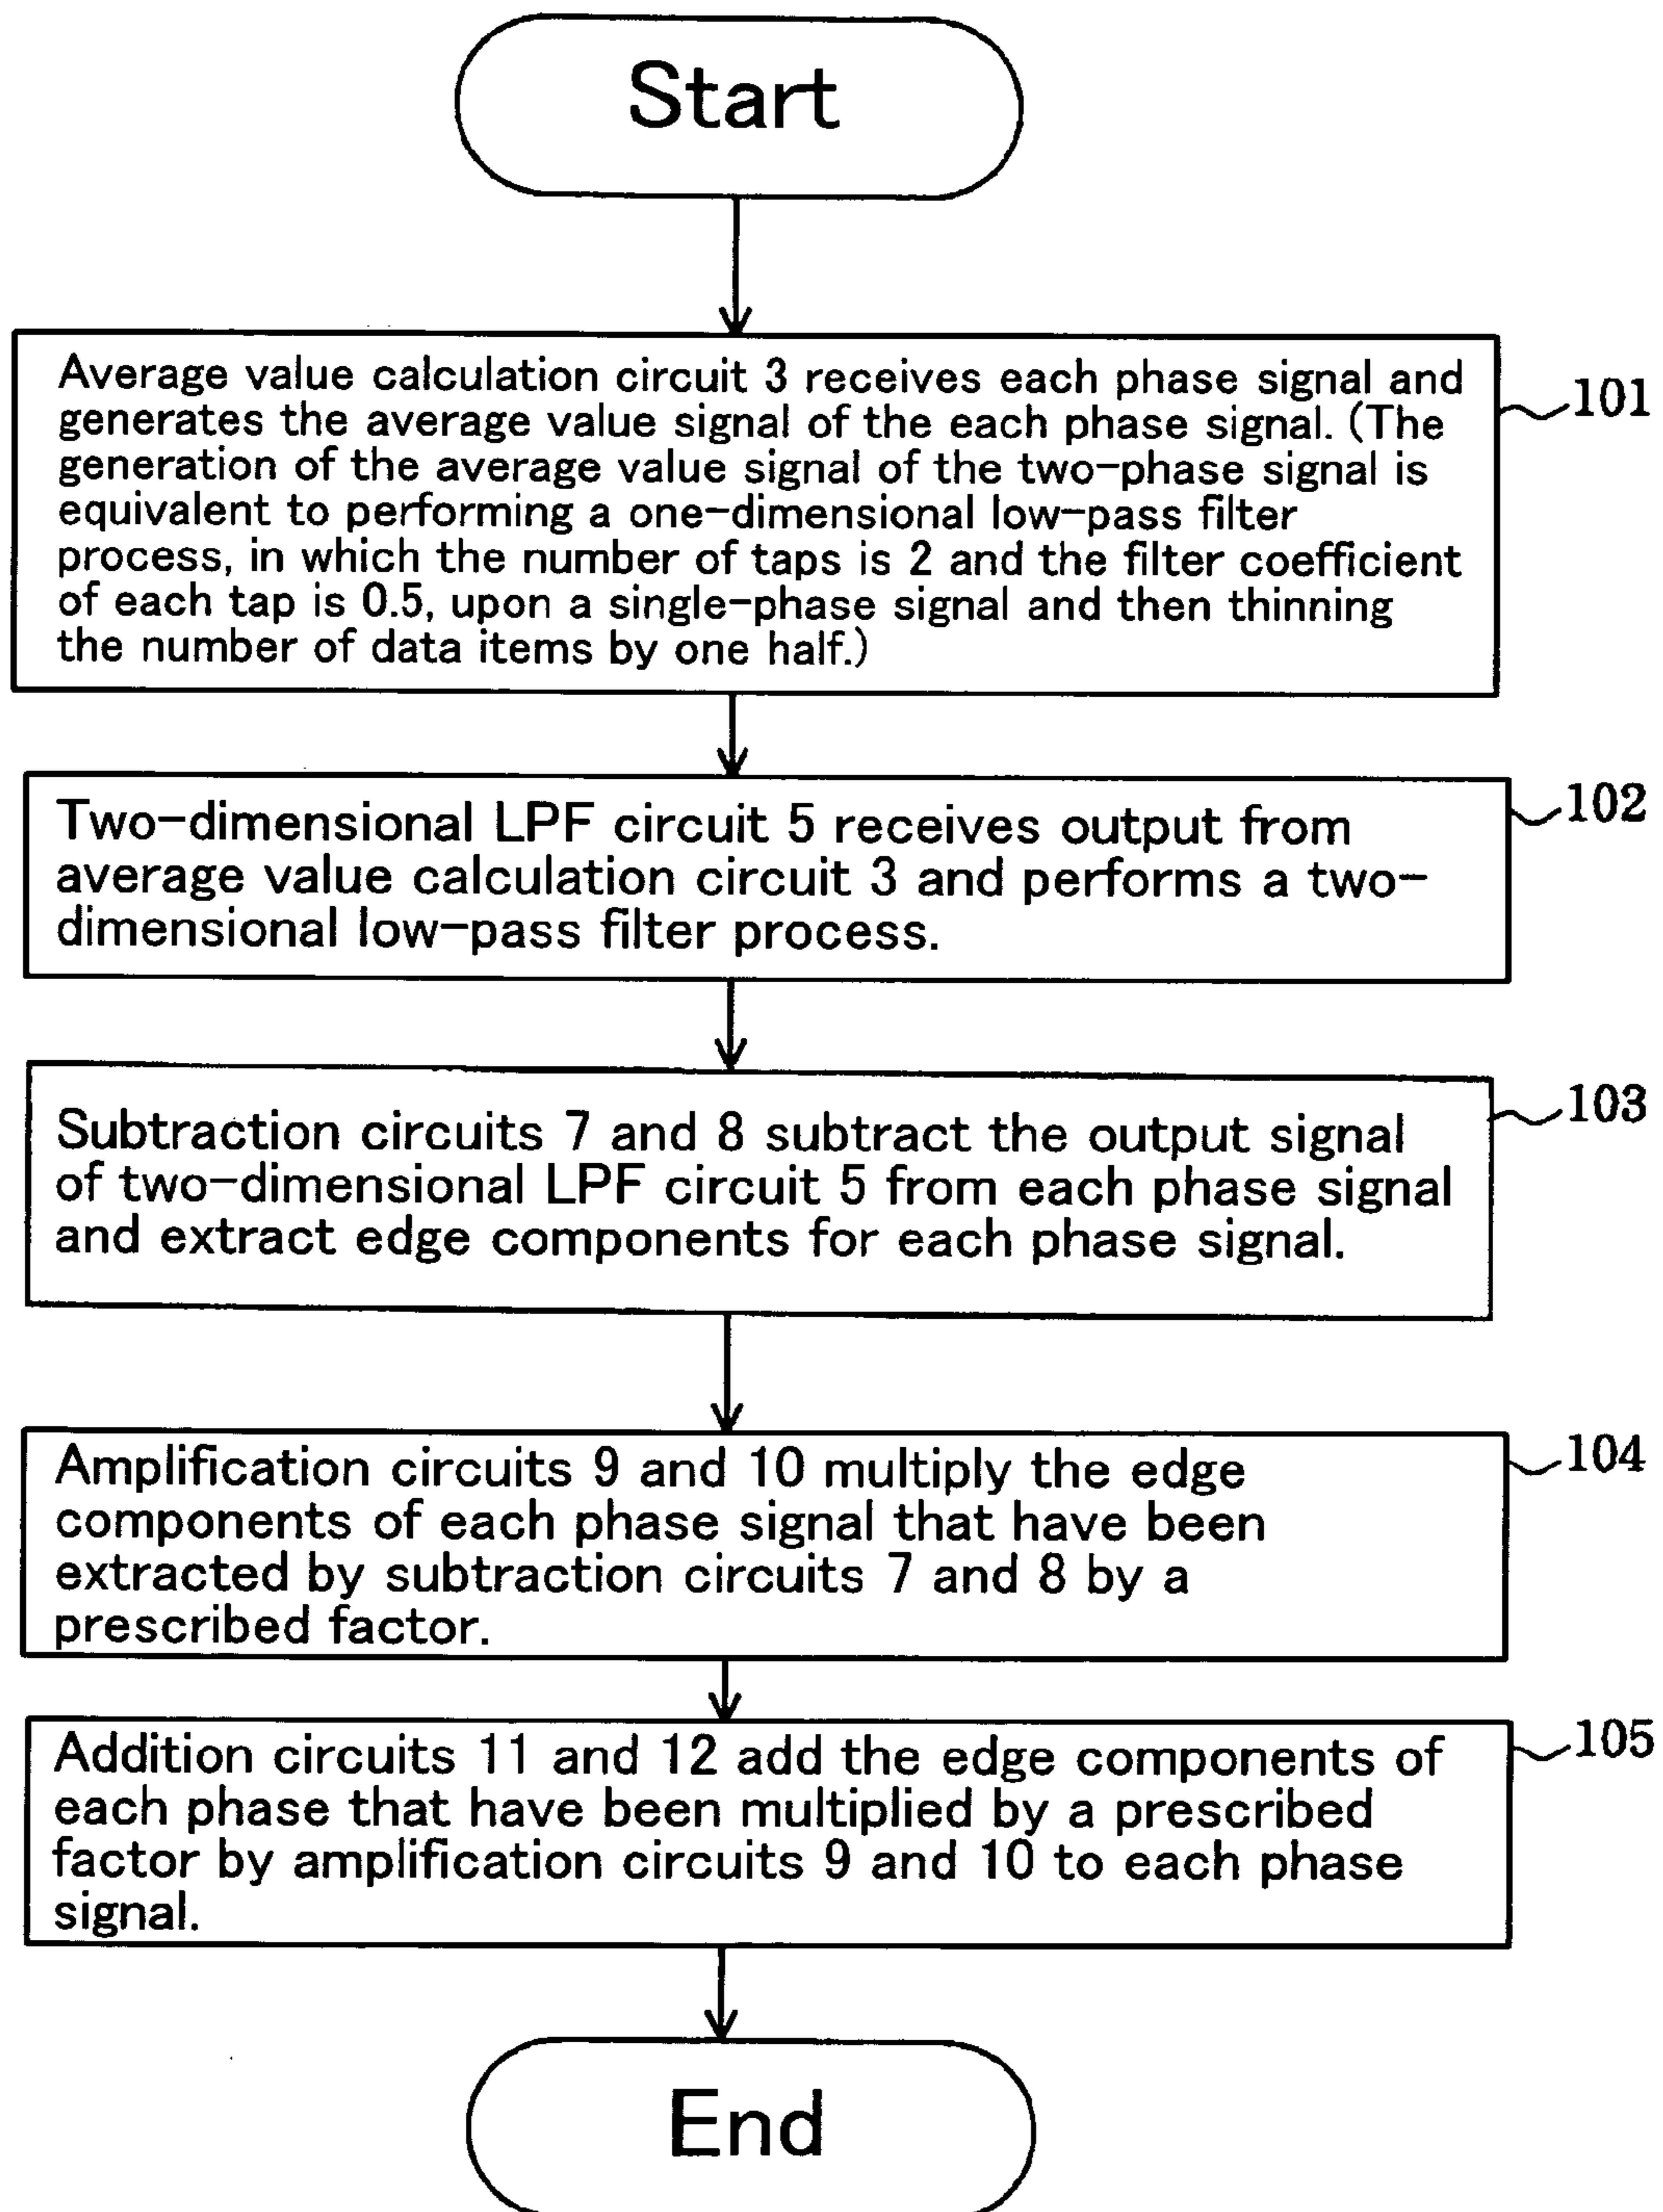 Start
Average value calculation circuit 3 receives each phase signal and
generates the average value signal of the each phase signal. (The
generation of the average value signal of the two-phase signal is
equivalent to performing a one-dimensional low-pass filter
process, in which the number of taps is 2 and the filter coefficient
of each tap is 0.5, upon a single-phase signal and then thinning
the number of data items by one half.)
101
Two-dimensional LPF circuit 5 receives output from
average value calculation circuit 3 and performs a two-
dimensional low-pass filter process.
102
Subtraction circuits 7 and 8 subtract the output signal
of two-dimensional LPF circuit 5 from each phase signal
and extract edge components for each phase signal.
103
Amplification circuits 9 and 10 multiply the edge
components of each phase signal that have been
extracted by subtraction circuits 7 and 8 by a
prescribed factor.
104
Addition circuits 11 and 12 add the edge components of
each phase that have been multiplied by a prescribed
factor by amplification circuits 9 and 10 to each phase
signal.
105
End